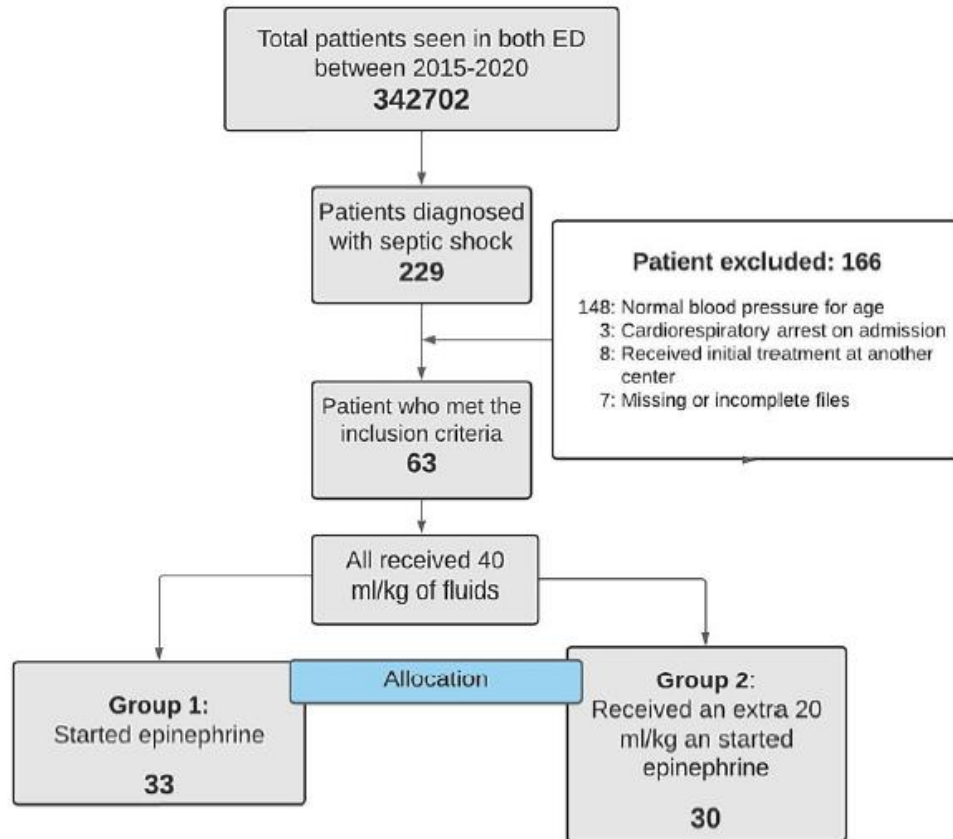 Total pattients seen in both ED
between 2015-2020
342702
Patients diagnosed
with septic shock
229
Patient excluded: 166
148: Normal blood pressure for age
3: Cardiorespiratory arrest on admission
8: Received initial treatment at another
center
7: Missing or incomplete files
Patient who met the
inclusion criteria
63
All received 40
ml/kg of fluids
Group 1:
Started epinephrine
33
Allocation
Group 2:
Received an extra 20
ml/kg an started
epinephrine
30